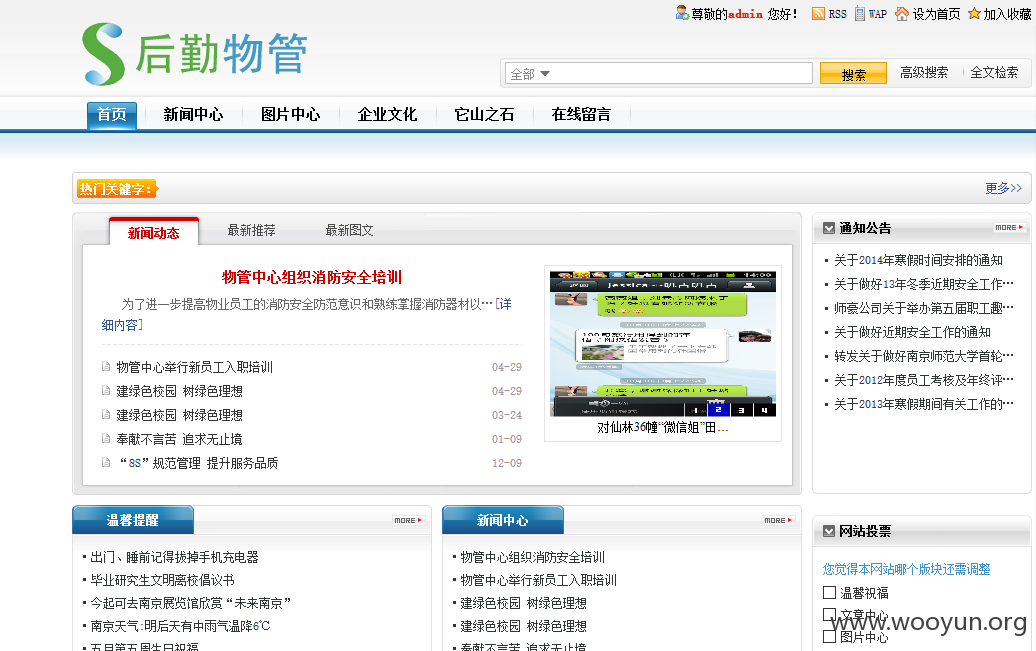 尊敬的admin 您好! RSS WAP 设为首页 加入收藏
后勤物管
全部 搜索 高级搜索 全文检索
首页 新闻中心 图片中心 企业文化 它山之石 在线留言
热门关键字: 更多>>
新闻动态 最新推荐 最新图文
物管中心组织消防安全培训
为了进一步提高物业员工的消防安全防范意识和熟练掌握消防器材以…[详
细内容]
物管中心举行新员工入职培训 04-29
建绿色校园 树绿色理想 04-29
建绿色校园 树绿色理想 03-24
奉献不言苦 追求无止境 01-09
“8S”规范管理 提升服务品质 12-09
14:00
1 2 3 4
对仙林36幢“微信姐”田...
通知公告 MORE
关于2014年寒假时间安排的通知
关于做好13年冬季近期安全工作…
师豪公司关于举办第五届职工趣…
关于做好近期安全工作的通知
转发关于做好南京师范大学首轮…
关于2012年度员工考核及年终评…
关于2013年寒假期间有关工作的…
温馨提醒 MORE
出门、睡前记得拔掉手机充电器
毕业研究生文明离校倡议书
今起可去南京展览馆欣赏“未来南京”
南京天气:明后天有中雨气温降6℃
五月第五周生日祝福
新闻中心 MORE
物管中心组织消防安全培训
物管中心举行新员工入职培训
建绿色校园 树绿色理想
建绿色校园 树绿色理想
奉献不言苦 追求无止境
网站投票
您觉得本网站哪个版块还需调整
温馨祝福
文章中心
图片中心
www.wooyun.org